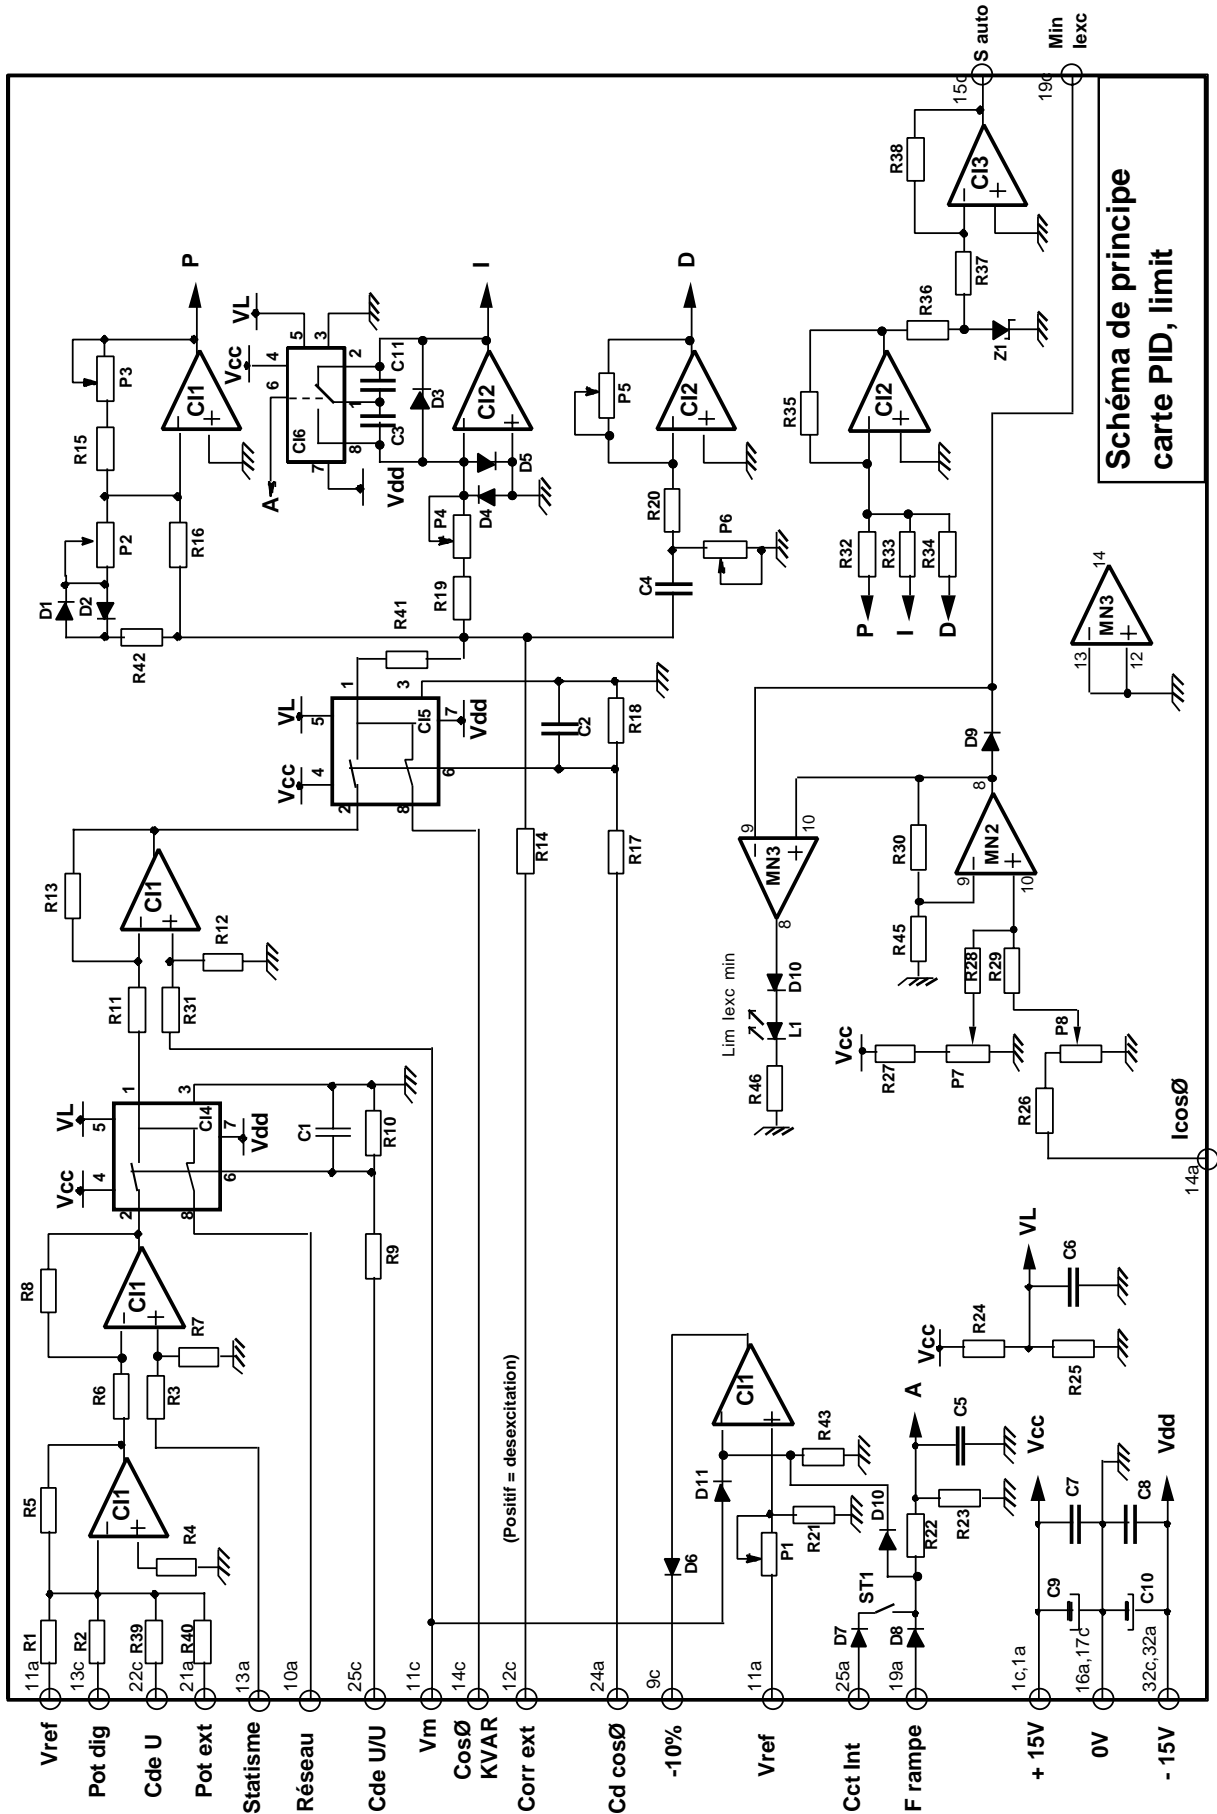 Schéma de principe
carte PID, limit
Vref
11a
R1
Pot dig
13c
R2
Cde U
22c
R39
Pot ext
21a
R40
Statisme
13a
Réseau
10a
Cde U/U
25c
Vm
11c
CosØ
KVAR
14c
Corr ext
12c
(Positif = desexcitation)
Cd cosØ
24a
-10%
9c
Vref
11a
Cct Int
25a
F rampe
19a
+ 15V
1c,1a
0V
16a,17c
- 15V
32c,32a
R5
CI1
R4
R6
R3
R8
CI1
R7
Vcc
VL
4
5
2
1
8
3
6
7
CI4
Vdd
C1
R9
R10
R11
R31
R13
CI1
R12
Vcc
VL
4
5
2
1
8
3
6
7
CI5
Vdd
C2
R14
R17
R18
R41
R42
D1
D2
P2
R16
R15
P3
CI1
P
A
Vcc
VL
6
4
5
7
3
CI6
8
1
2
Vdd
C3
C11
D3
R19
P4
D4
D5
CI2
I
C4
P6
R20
P5
CI2
D
P
I
D
R32
R33
R34
R35
CI2
R36
Z1
R37
R38
CI3
15c
S auto
19c
Min
Iexc
D6
CI1
D11
R43
P1
R21
D10
D7
ST1
D8
R22
R23
C5
A
Vcc
R24
R25
VL
C6
C9
C7
Vcc
C10
C8
Vdd
Lim Iexc min
R46
L1
D10
8
MN3
9
10
Vcc
R27
P7
R26
P8
14a
IcosØ
R28
R29
R45
R30
9
10
MN2
8
D9
13
12
MN3
14